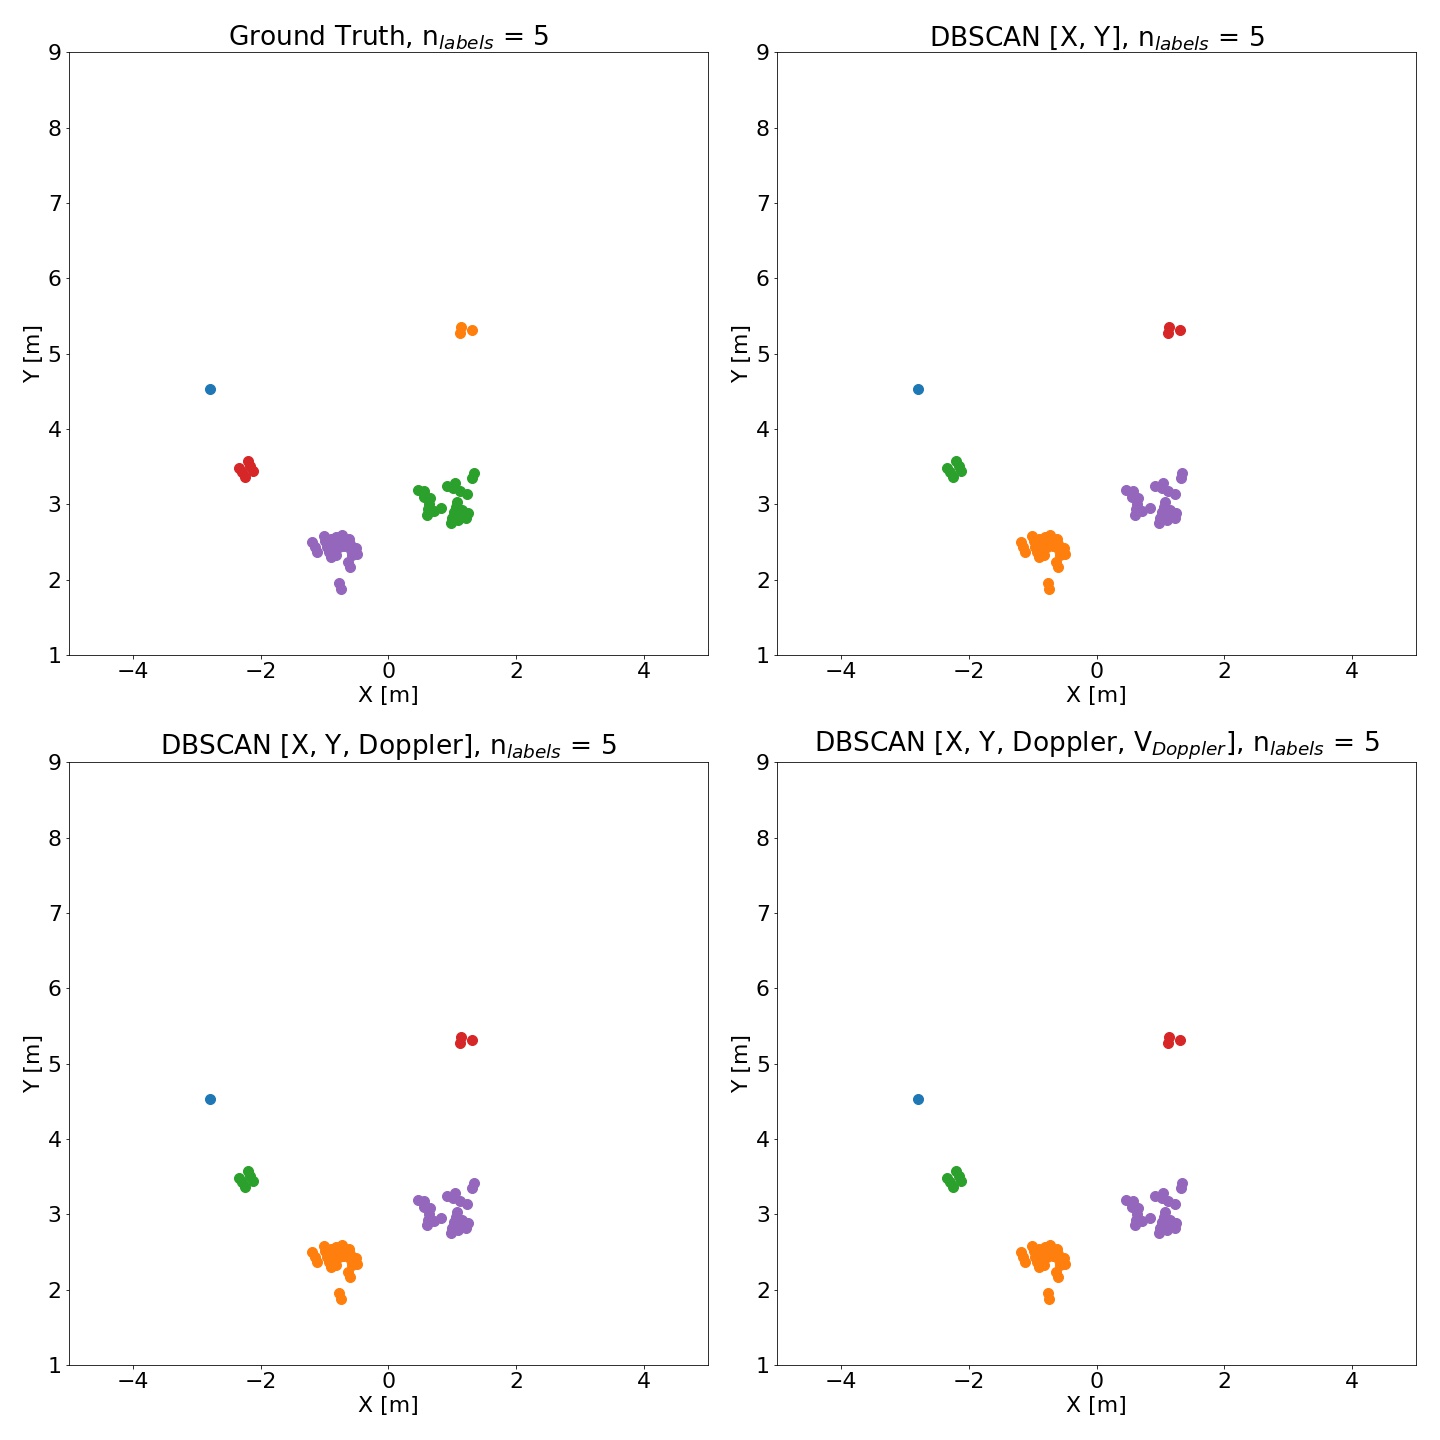 Ground Truth, n_labels = 5
9
8
7
6
5
4
3
2
1
Y [m]
−4 −2 0 2 4
X [m]
DBSCAN [X, Y], n_labels = 5
9
8
7
6
5
4
3
2
1
Y [m]
−4 −2 0 2 4
X [m]
DBSCAN [X, Y, Doppler], n_labels = 5
9
8
7
6
5
4
3
2
1
Y [m]
−4 −2 0 2 4
X [m]
DBSCAN [X, Y, Doppler, V_Doppler], n_labels = 5
9
8
7
6
5
4
3
2
1
Y [m]
−4 −2 0 2 4
X [m]